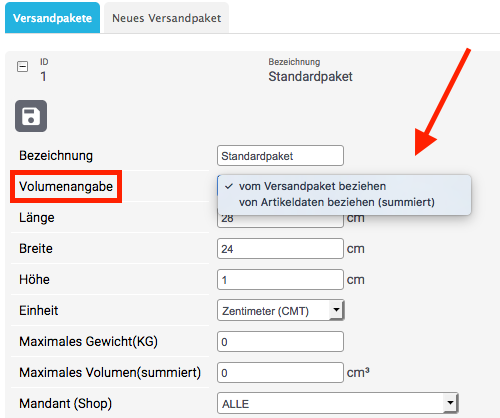 Versandpakete Neues Versandpaket
ID Bezeichnung
1 Standardpaket
Bezeichnung Standardpaket
Volumenangabe ✓ vom Versandpaket beziehen
von Artikeldaten beziehen (summiert)
Länge 28 cm
Breite 24 cm
Höhe 1 cm
Einheit Zentimeter (CMT)
Maximales Gewicht(KG) 0
Maximales Volumen(summiert) 0 cm³
Mandant (Shop) ALLE